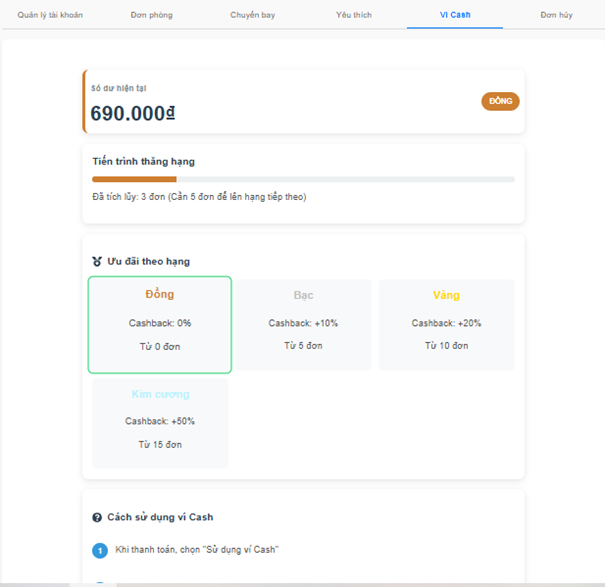 Quản lý tài khoản
Đơn phòng
Chuyến bay
Yêu thích
Ví Cash
Đơn hủy
Số dư hiện tại
690.000₫
ĐỒNG
Tiến trình thăng hạng
Đã tích lũy: 3 đơn (Cần 5 đơn để lên hạng tiếp theo)
Ưu đãi theo hạng
Đồng
Cashback: 0%
Từ 0 đơn
Bạc
Cashback: +10%
Từ 5 đơn
Vàng
Cashback: +20%
Từ 10 đơn
Kim cương
Cashback: +50%
Từ 15 đơn
Cách sử dụng ví Cash
1 Khi thanh toán, chọn "Sử dụng ví Cash"